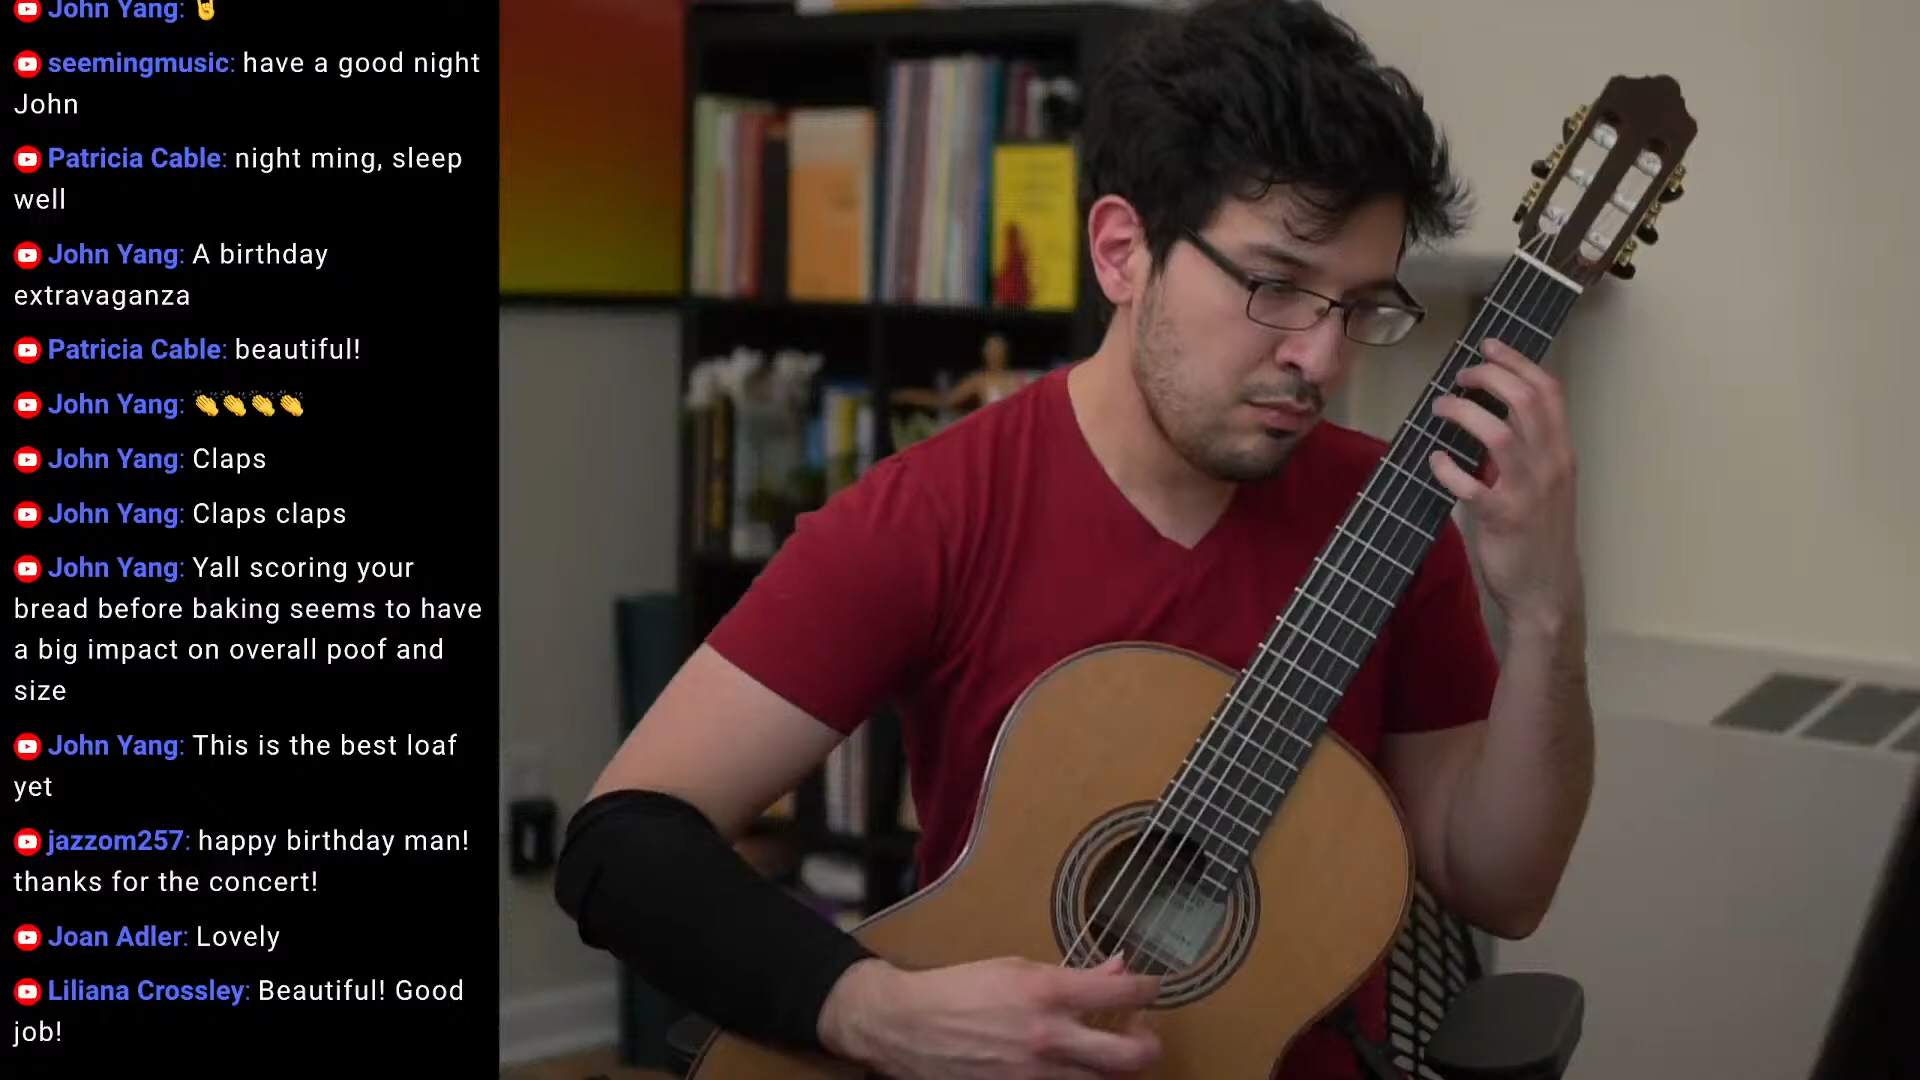 John Yang: 🤘
seemingmusic: have a good night
John
Patricia Cable: night ming, sleep
well
John Yang: A birthday
extravaganza
Patricia Cable: beautiful!
John Yang: 👏👏👏👏
John Yang: Claps
John Yang: Claps claps
John Yang: Yall scoring your
bread before baking seems to have
a big impact on overall poof and
size
John Yang: This is the best loaf
yet
jazzom257: happy birthday man!
thanks for the concert!
Joan Adler: Lovely
Liliana Crossley: Beautiful! Good
job!